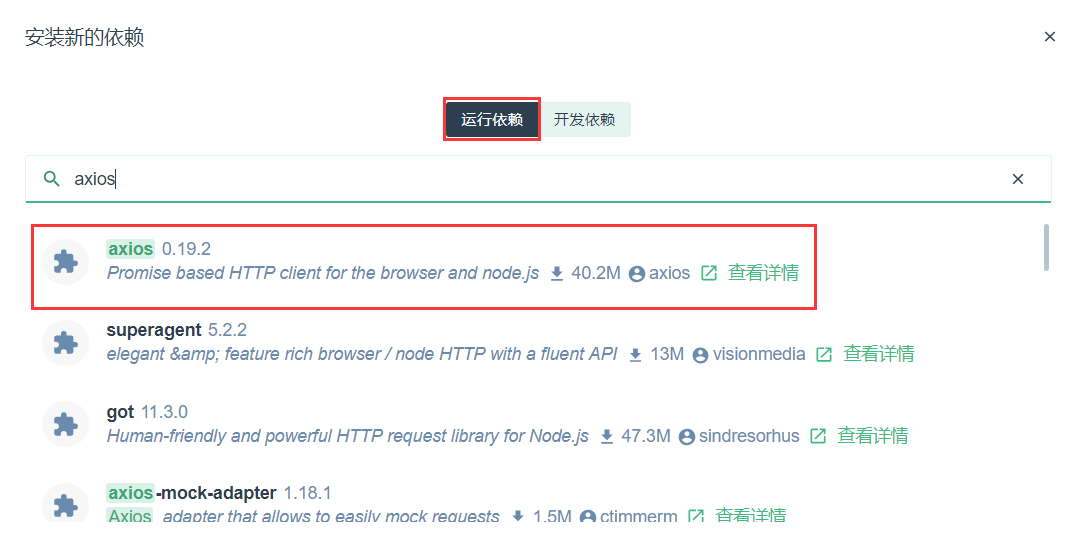 安装新的依赖
运行依赖 开发依赖
axios
axios 0.19.2
Promise based HTTP client for the browser and node.js 40.2M axios 查看详情
superagent 5.2.2
elegant &amp; feature rich browser / node HTTP with a fluent API 13M visionmedia 查看详情
got 11.3.0
Human-friendly and powerful HTTP request library for Node.js 47.3M sindresorhus 查看详情
axios-mock-adapter 1.18.1
Axios adapter that allows to easily mock requests 1.5M ctimmerm 查看详情